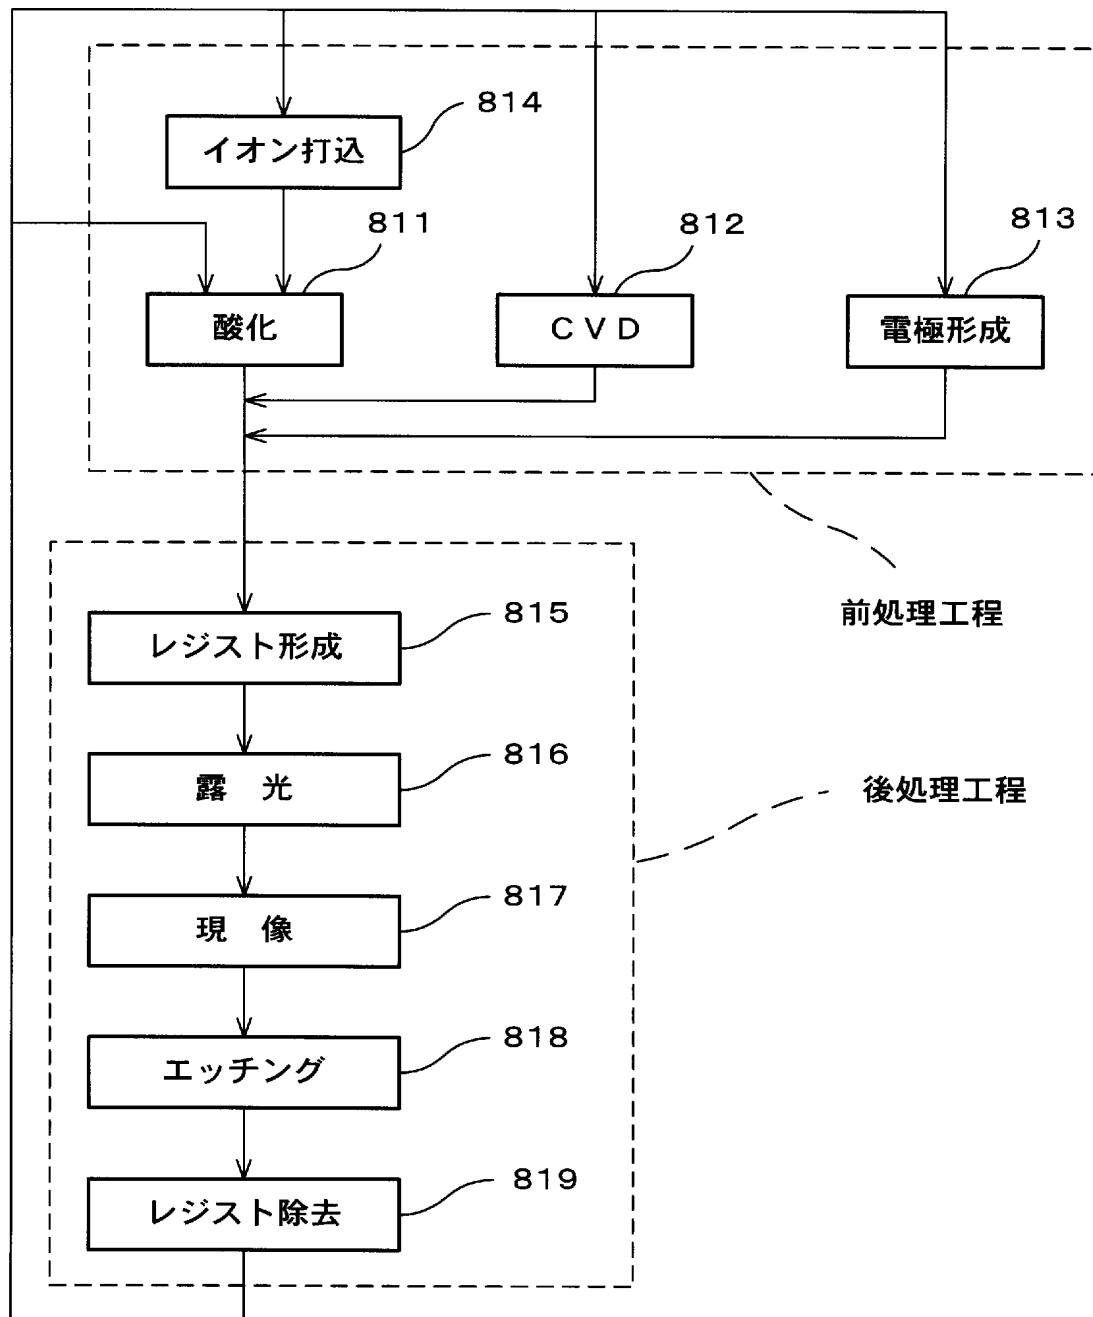 814
イオン打込
811
812
813
酸化
CVD
電極形成
前処理工程
815
レジスト形成
816
露 光
後処理工程
817
現 像
818
エッチング
819
レジスト除去